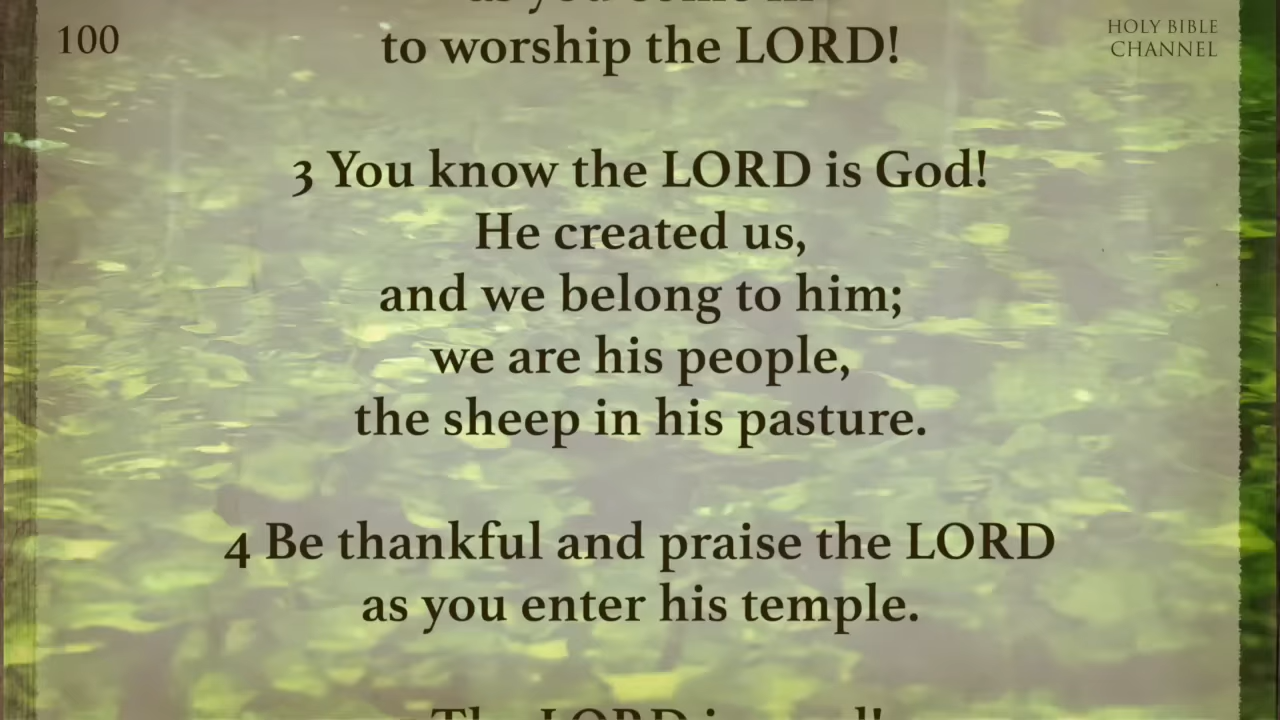 100
HOLY BIBLE
CHANNEL
to worship the LORD!
3 You know the LORD is God!
He created us,
and we belong to him;
we are his people,
the sheep in his pasture.
4 Be thankful and praise the LORD
as you enter his temple.